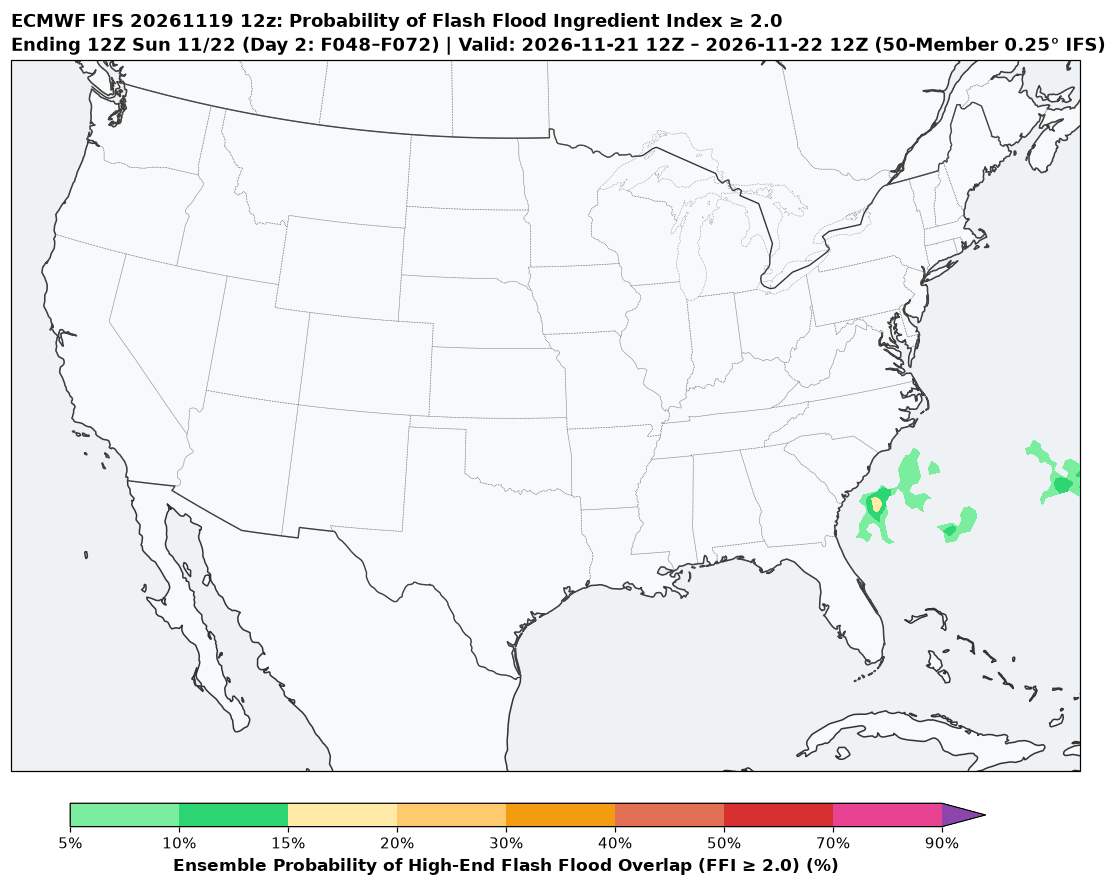 ECMWF IFS 20261119 12z: Probability of Flash Flood Ingredient Index ≥ 2.0
Ending 12Z Sun 11/22 (Day 2: F048–F072) | Valid: 2026-11-21 12Z – 2026-11-22 12Z (50-Member 0.25° IFS)
5% 10% 15% 20% 30% 40% 50% 70% 90%
Ensemble Probability of High-End Flash Flood Overlap (FFI ≥ 2.0) (%)